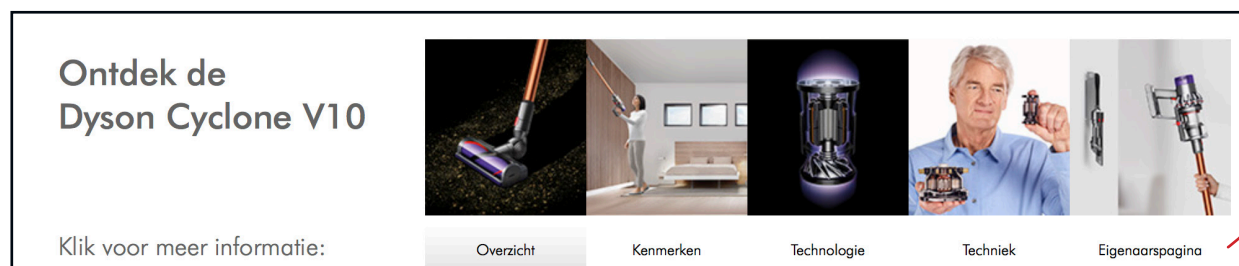 Ontdek de
Dyson Cyclone V10
Klik voor meer informatie:
Overzicht
Kenmerken
Technologie
Techniek
Eigenaarspagina